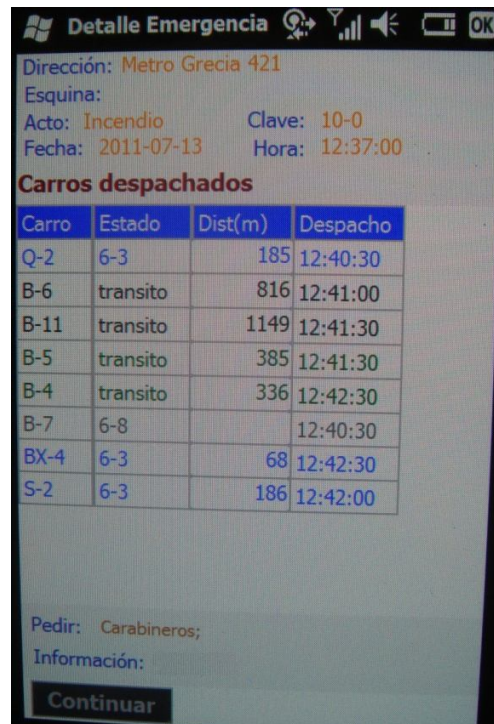 Detalle Emergencia OK
Dirección: Metro Grecia 421
Esquina:
Acto: Incendio Clave: 10-0
Fecha: 2011-07-13 Hora: 12:37:00
Carros despachados
Carro Estado Dist(m) Despacho
Q-2 6-3 185 12:40:30
B-6 transito 816 12:41:00
B-11 transito 1149 12:41:30
B-5 transito 385 12:41:30
B-4 transito 336 12:42:30
B-7 6-8 12:40:30
BX-4 6-3 68 12:42:30
S-2 6-3 186 12:42:00
Pedir: Carabineros;
Información:
Continuar